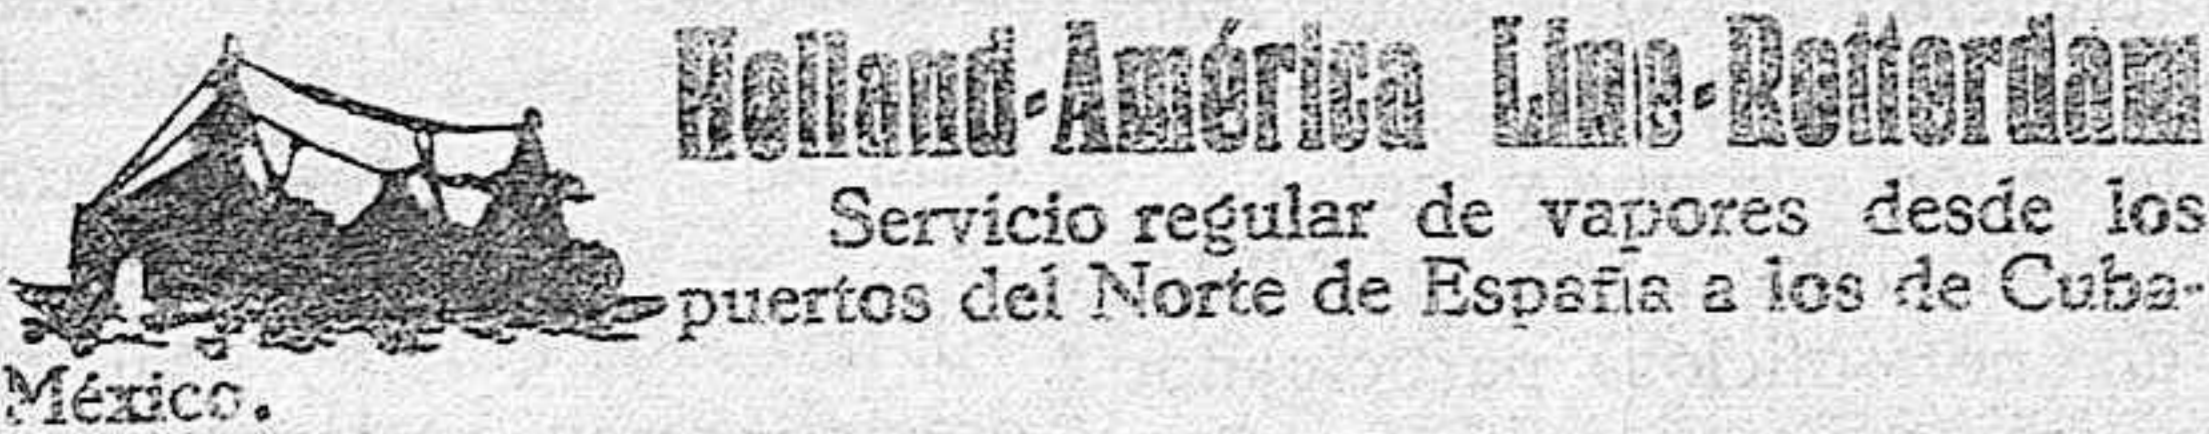 Holland-América Line-Rotterdam
Servicio regular de vapores desde los
puertos del Norte de España a los de Cuba-
México.